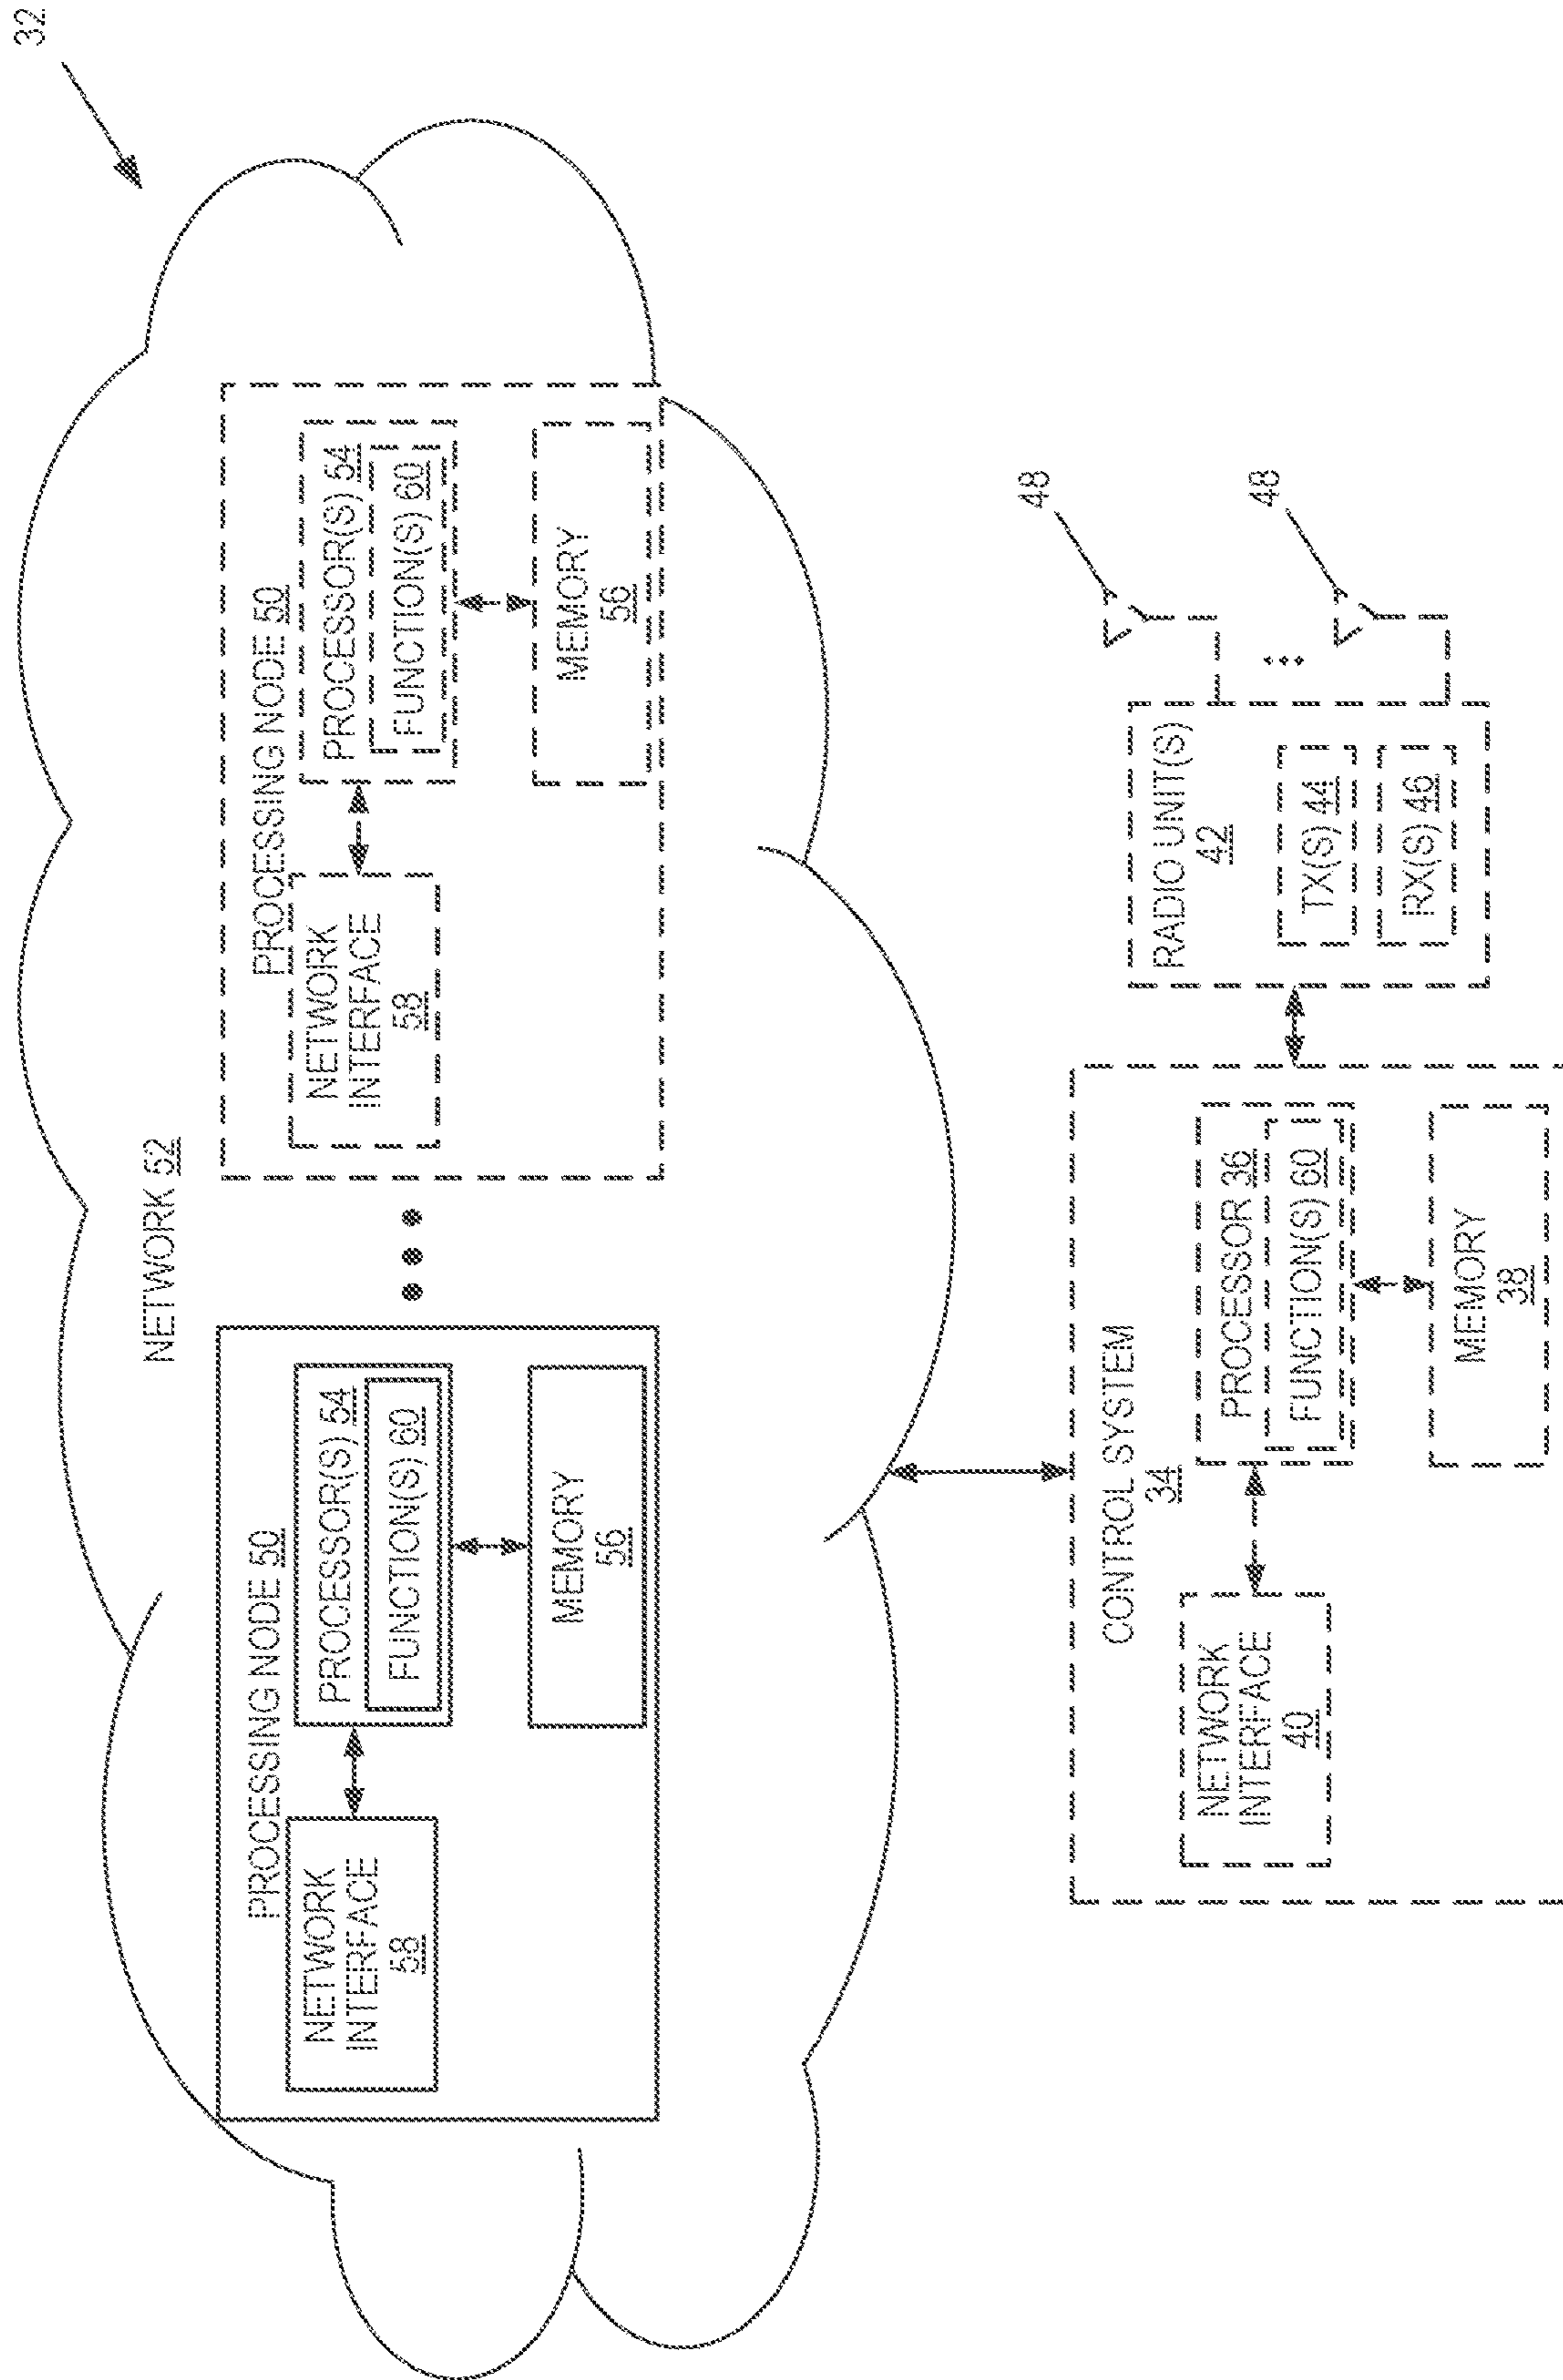 32
NETWORK 52
PROCESSING NODE 50
NETWORK
INTERFACE
58
PROCESSOR(S) 54
FUNCTION(S) 60
MEMORY
56
PROCESSING NODE 50
NETWORK
INTERFACE
58
PROCESSOR(S) 54
FUNCTION(S) 60
MEMORY
56
CONTROL SYSTEM
34
NETWORK
INTERFACE
40
PROCESSOR 36
FUNCTION(S) 60
MEMORY
38
RADIO UNIT(S)
42
TX(S) 44
RX(S) 46
48
48